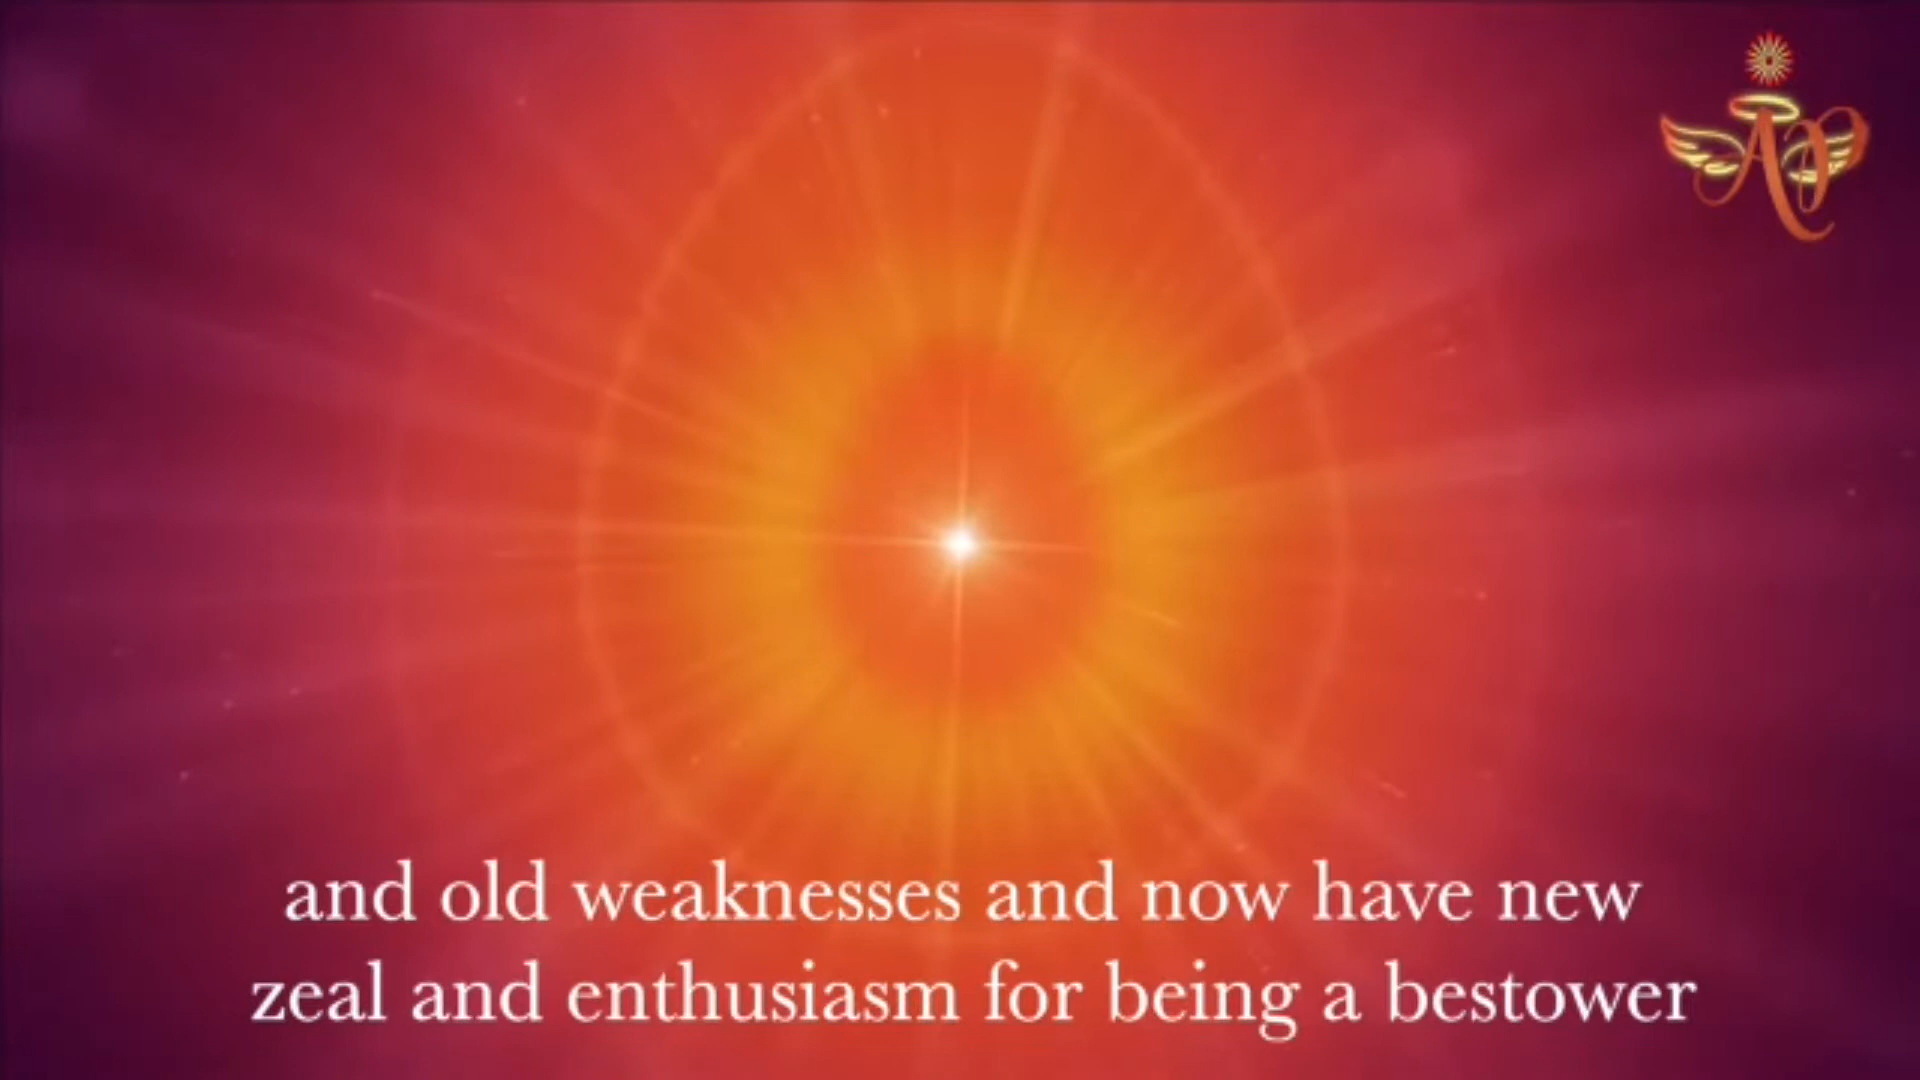 and old weaknesses and now have new
zeal and enthusiasm for being a bestower